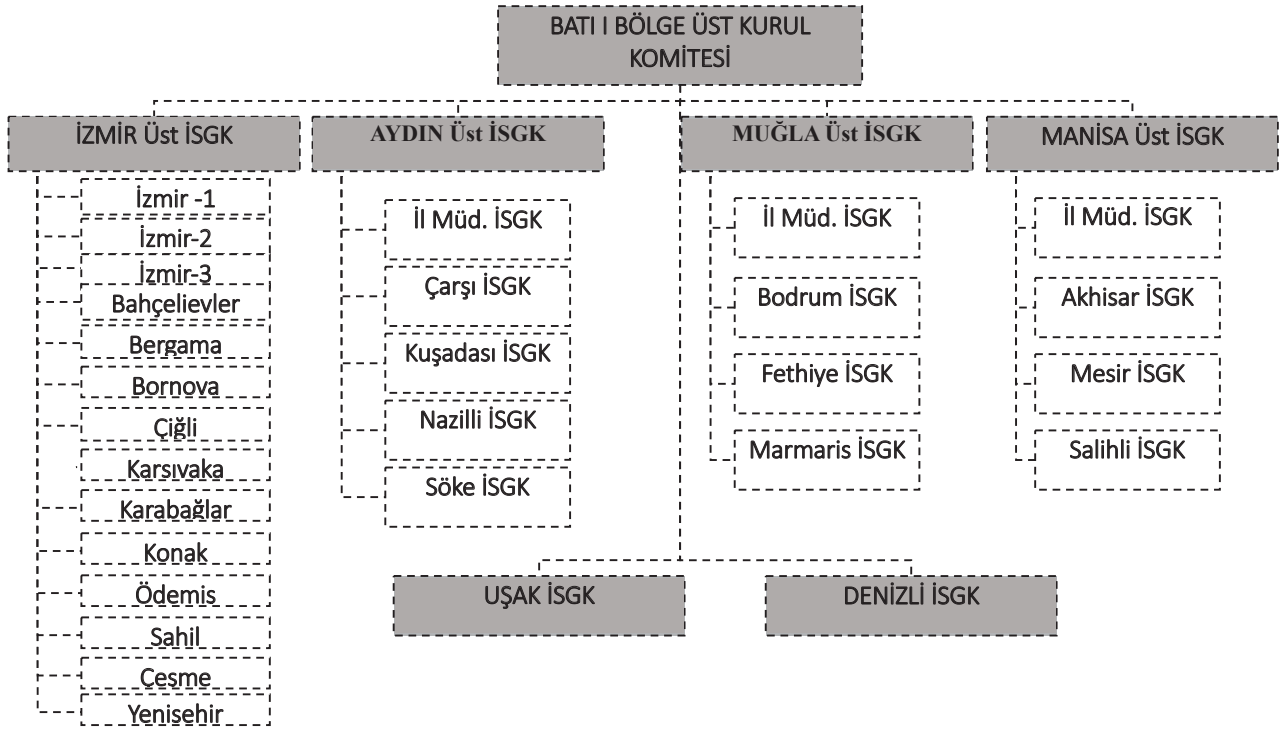 BATI I BÖLGE ÜST KURUL
KOMİTESİ
İZMİR Üst İSGK
İzmir -1
İzmir-2
İzmir-3
Bahçelievler
Bergama
Bornova
Çiğli
Karsıvaka
Karabağlar
Konak
Ödemis
Sahil
Cesme
Yenisehir
AYDIN Üst İSGK
İl Müd. İSGK
Çarşı İSGK
Kuşadası İSGK
Nazilli İSGK
Söke İSGK
MUĞLA Üst İSGK
İl Müd. İSGK
Bodrum İSGK
Fethiye İSGK
Marmaris İSGK
MANİSA Üst İSGK
İl Müd. İSGK
Akhisar İSGK
Mesir İSGK
Salihli İSGK
UŞAK İSGK
DENİZLİ İSGK